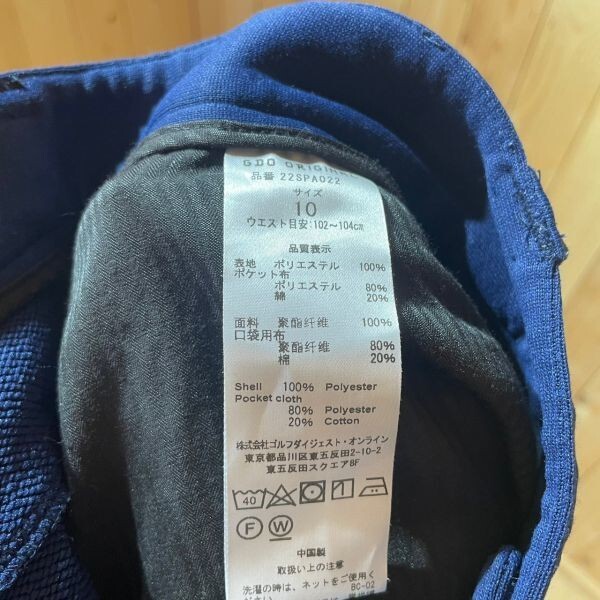 GDO ORIGINAL
品番 22SPA022
サイズ
10
ウエスト目安:102〜104cm
品質表示
表地 ポリエステル 100%
ポケット布
ポリエステル 80%
綿 20%
面料 聚酯纤维 100%
口袋用布
聚酯纤维 80%
棉 20%
Shell 100% Polyester
Pocket cloth
80% Polyester
20% Cotton
株式会社ゴルフダイジェスト・オンライン
東京都品川区東五反田2-10-2
東五反田スクエア8F
40
F W
中国製
取扱い上の注意
BC-02
洗濯の時は、ネットをご使用